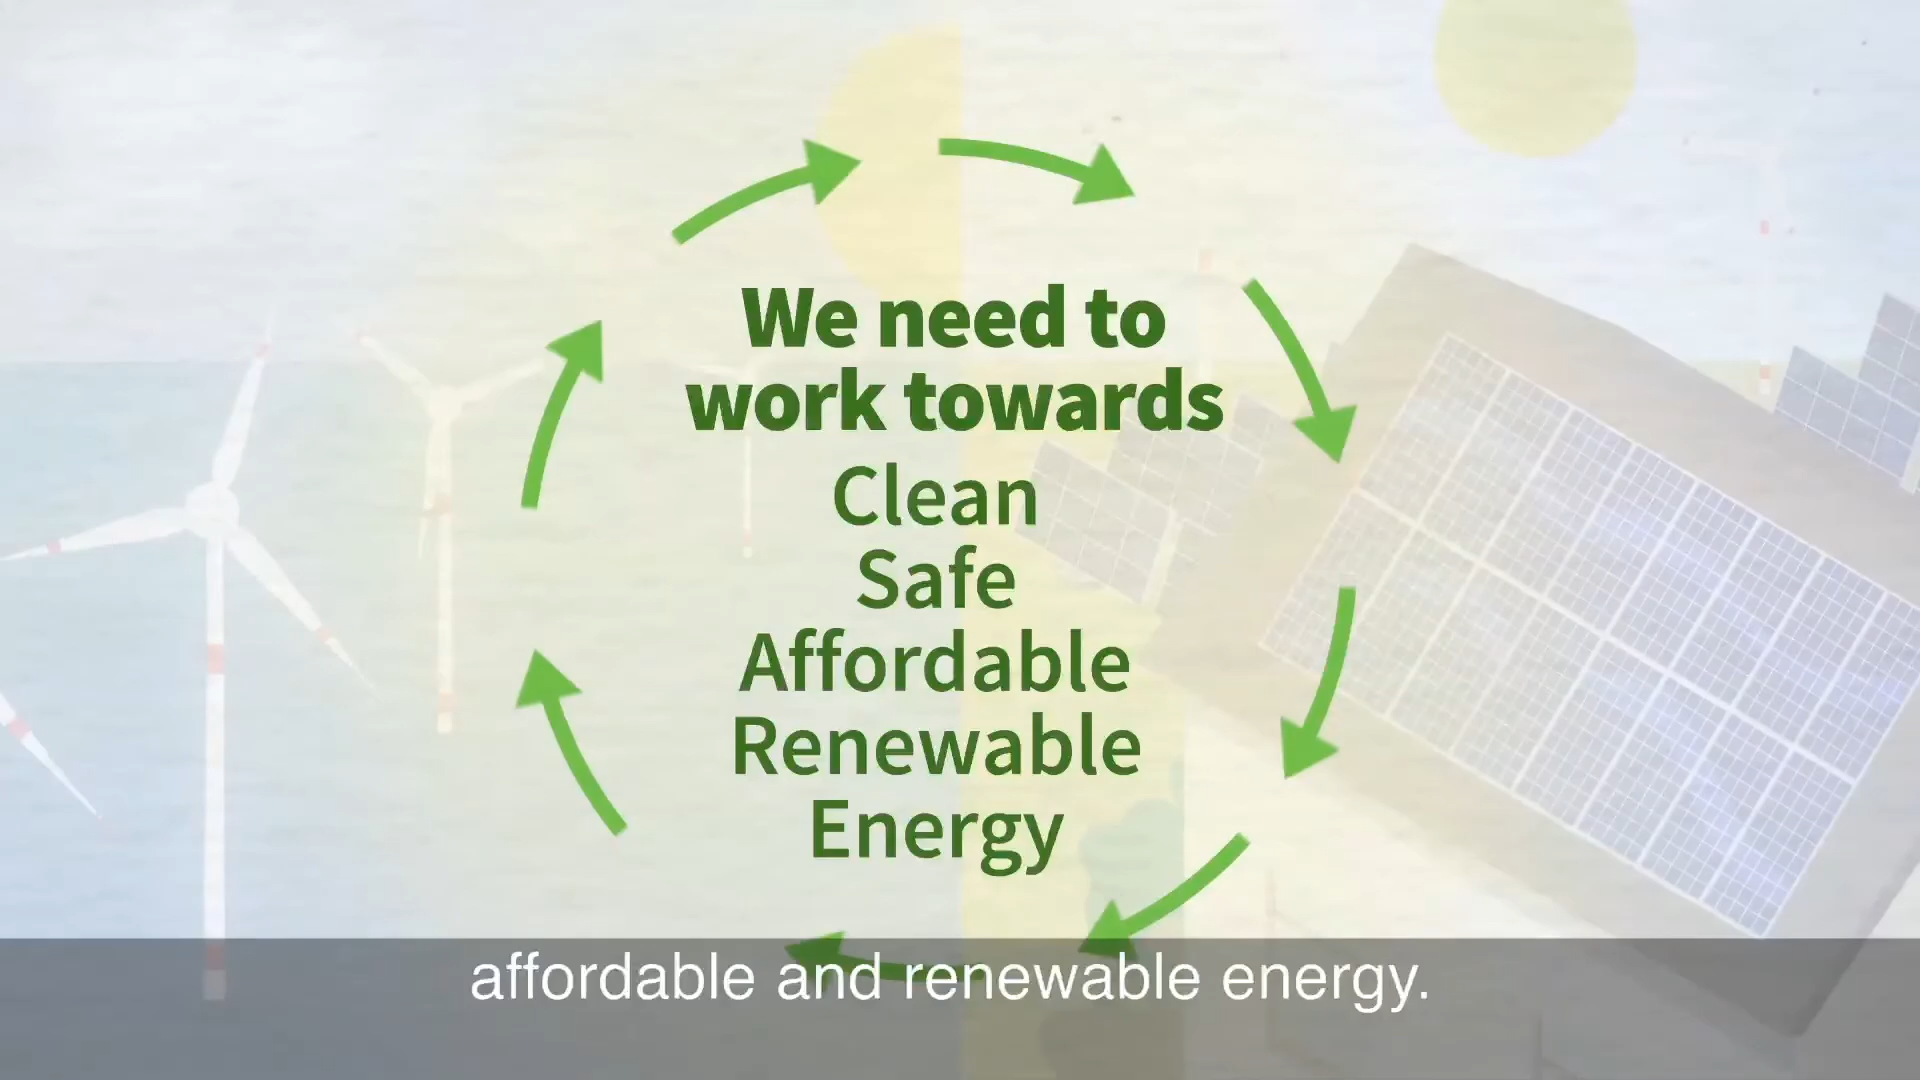 We need to
work towards
Clean
Safe
Affordable
Renewable
Energy
affordable and renewable energy.